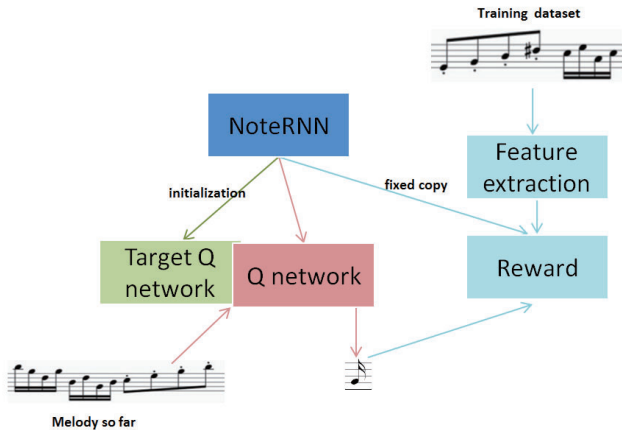 Training dataset
NoteRNN
Feature
extraction
initialization
fixed copy
Target Q
network
Q network
Reward
Melody so far